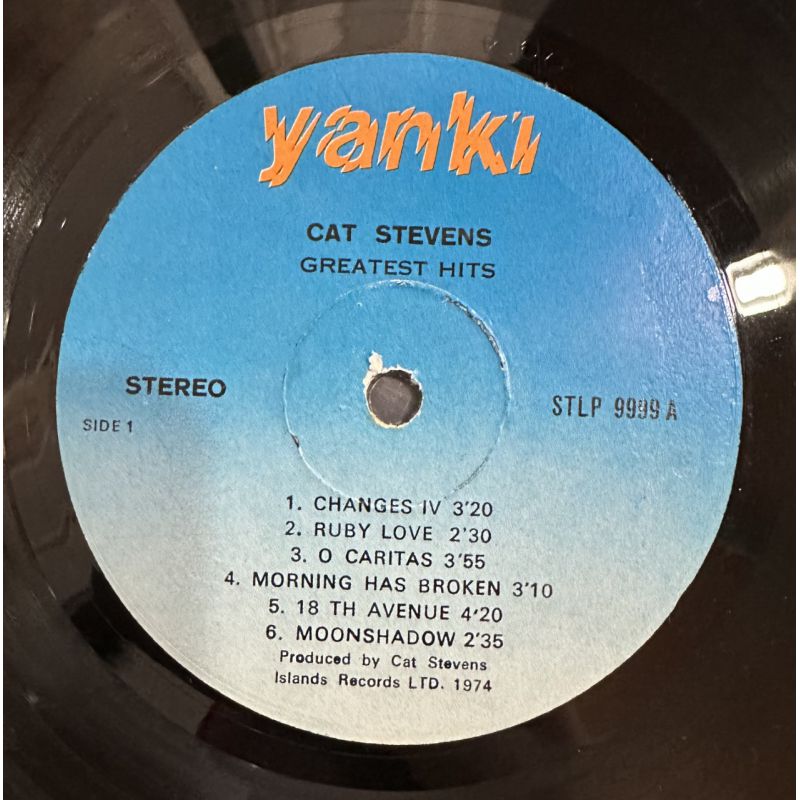 yanki
CAT STEVENS
GREATEST HITS
STEREO
STLP 9999 A
SIDE 1
1. CHANGES IV 3'20
2. RUBY LOVE 2'30
3. O CARITAS 3'55
4. MORNING HAS BROKEN 3'10
5. 18 TH AVENUE 4'20
6. MOONSHADOW 2'35
Produced by Cat Stevens
Islands Records LTD. 1974